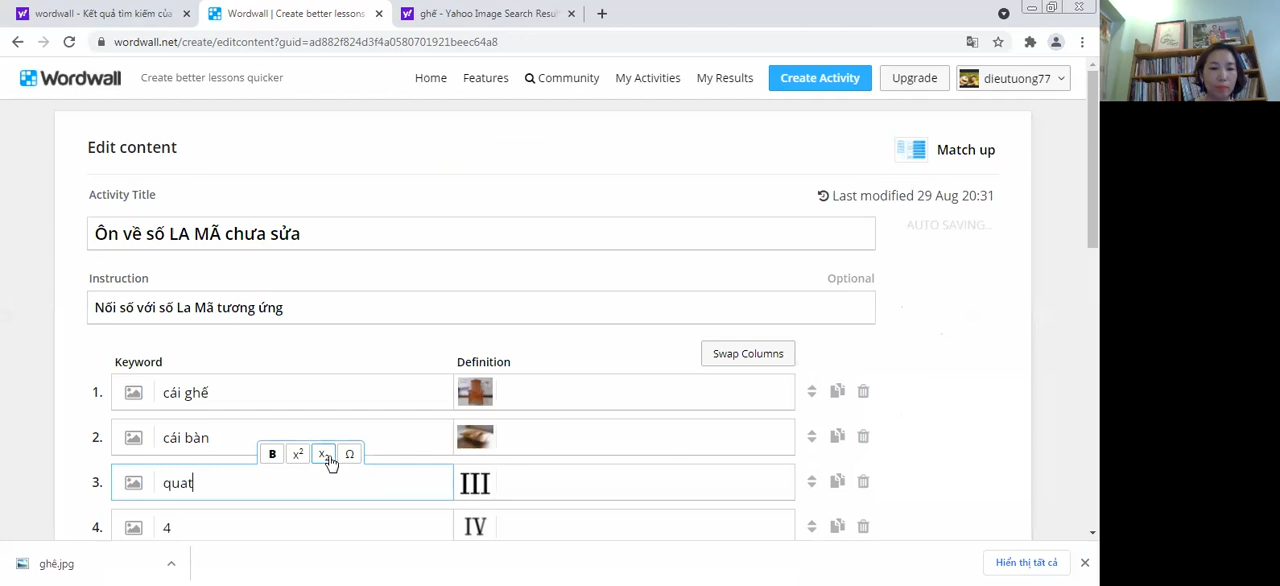 wordwall - Kết quả tìm kiếm của
Wordwall | Create better lessons
ghế - Yahoo Image Search Resu
wordwall.net/create/editcontent?guid=ad882f824d3f4a0580701921beec64a8
Wordwall
Create better lessons quicker
Home
Features
Community
My Activities
My Results
Create Activity
Upgrade
dieutuong77
Edit content
Match up
Activity Title
Last modified 29 Aug 20:31
AUTO SAVING...
Ôn về số LA MÃ chưa sửa
Instruction
Optional
Nối số với số La Mã tương ứng
Keyword
Definition
Swap Columns
1. cái ghế
2. cái bàn
B x² x₂ Ω
3. quat III
4. 4 IV
ghê.jpg
Hiển thị tất cả